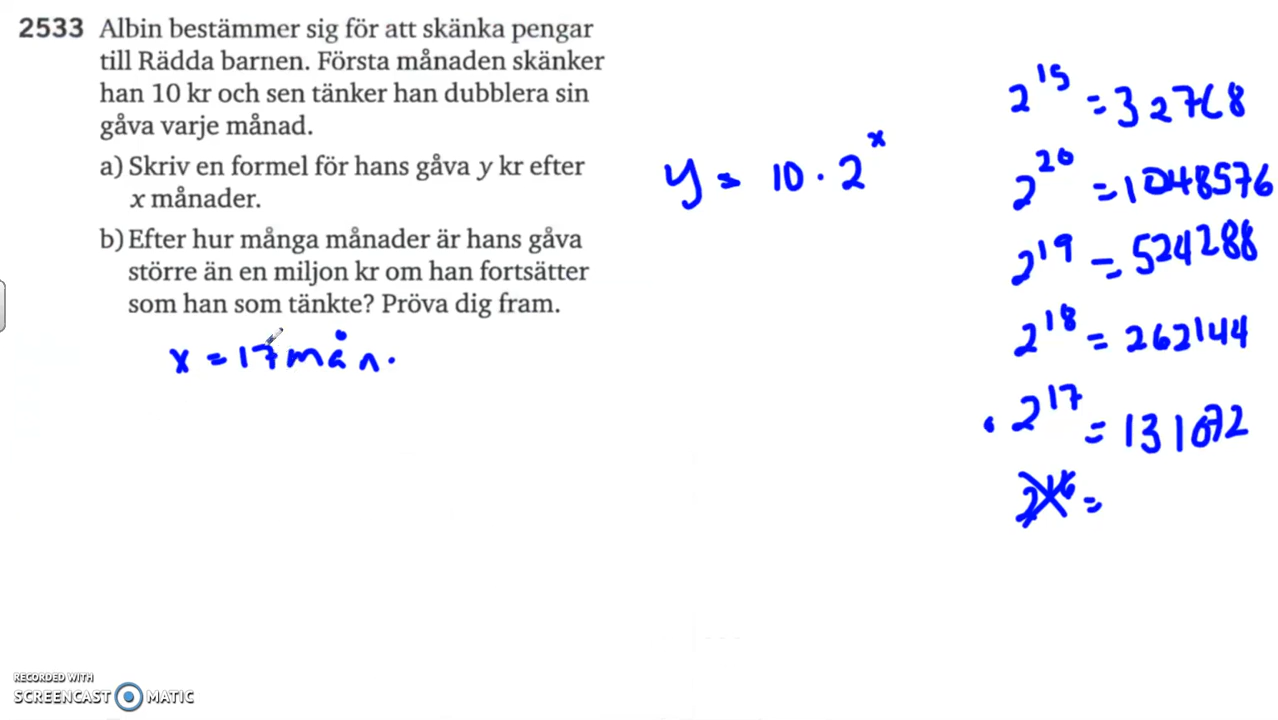 2533 Albin bestämmer sig för att skänka pengar
till Rädda barnen. Första månaden skänker
han 10 kr och sen tänker han dubblera sin
gåva varje månad.
a) Skriv en formel för hans gåva y kr efter
x månader.
b) Efter hur många månader är hans gåva
större än en miljon kr om han fortsätter
som han som tänkte? Pröva dig fram.
x = 17 mån.
y = 10 · 2^x
2^15 = 32768
2^20 = 1048576
2^19 = 524288
2^18 = 262144
· 2^17 = 131072
2^16 =
RECORDED WITH
SCREENCAST MATIC